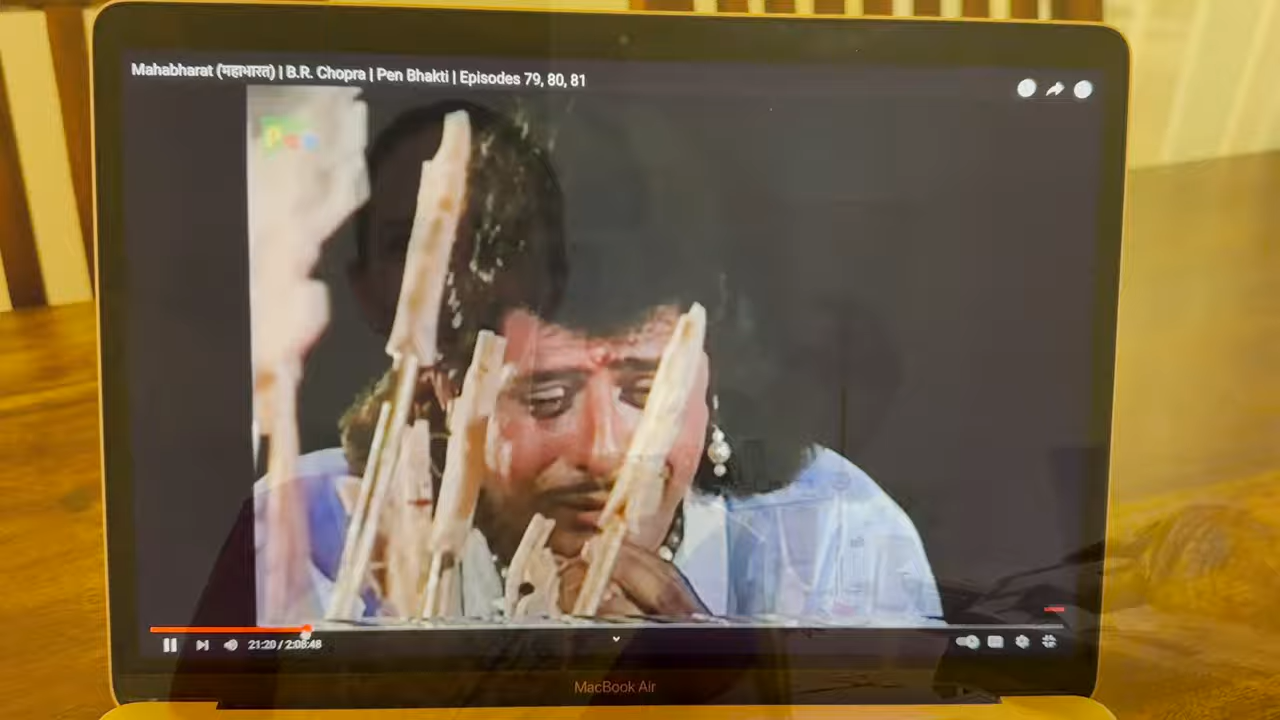 Mahabharat (महाभारत) | B.R. Chopra | Pen Bhakti | Episodes 79, 80, 81
21:20 / 2:08:48
MacBook Air